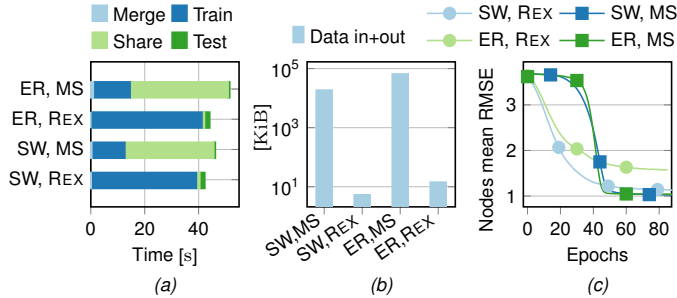 Merge Train
Share Test
ER, MS
ER, REX
SW, MS
SW, REX
0 20 40
Time [s]
(a)
Data in+out
[KiB]
10^5
10^3
10^1
SW,MS
SW,REX
ER,MS
ER,REX
(b)
SW, REX SW, MS
ER, REX ER, MS
Nodes mean RMSE
3
2
1
0 20 40 60 80
Epochs
(c)